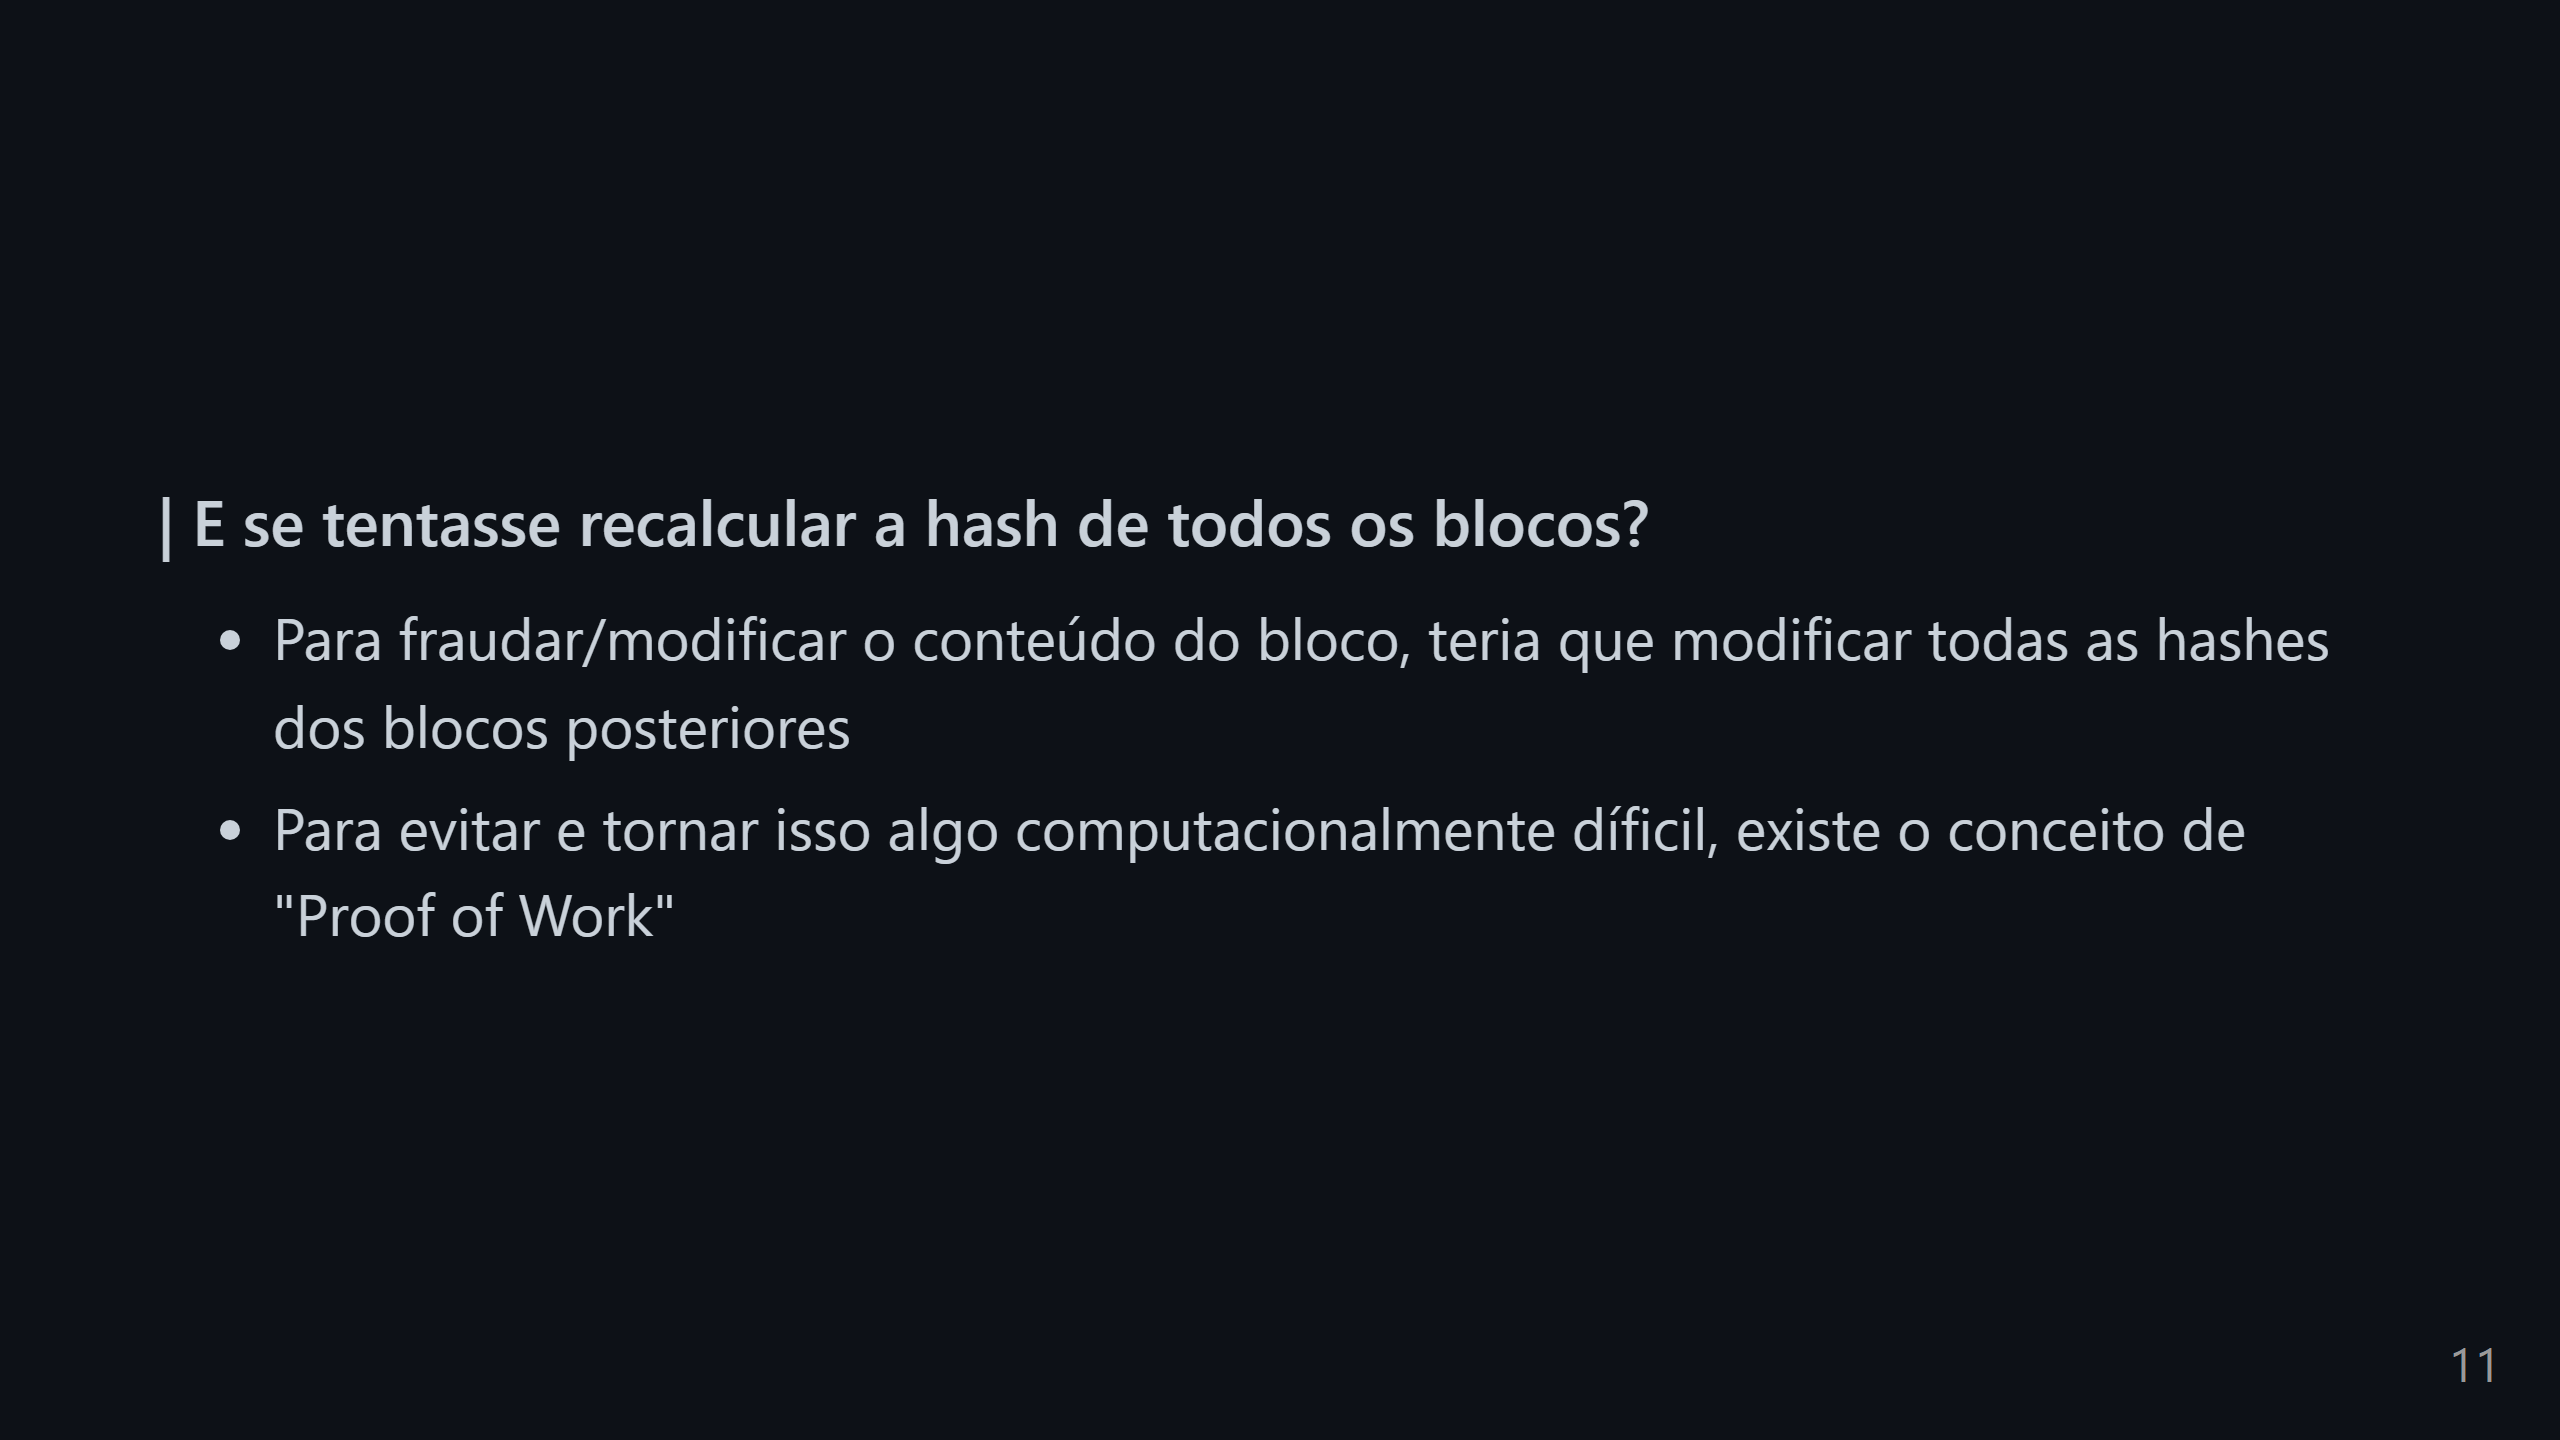 | E se tentasse recalcular a hash de todos os blocos?
• Para fraudar/modificar o conteúdo do bloco, teria que modificar todas as hashes
dos blocos posteriores
• Para evitar e tornar isso algo computacionalmente díficil, existe o conceito de
"Proof of Work"
11